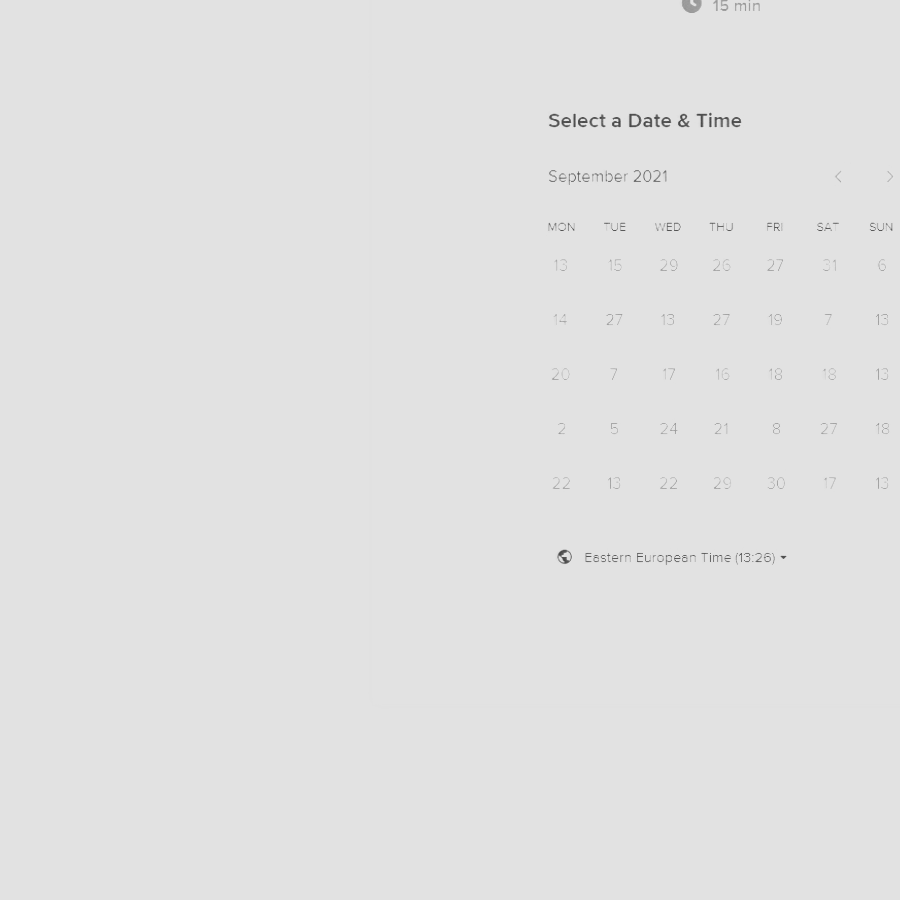 15 min
Select a Date & Time
September 2021
MON TUE WED THU FRI SAT SUN
13 15 29 26 27 31 6
14 27 13 27 19 7 13
20 7 17 16 18 18 13
2 5 24 21 8 27 18
22 13 22 29 30 17 13
Eastern European Time (13:26)